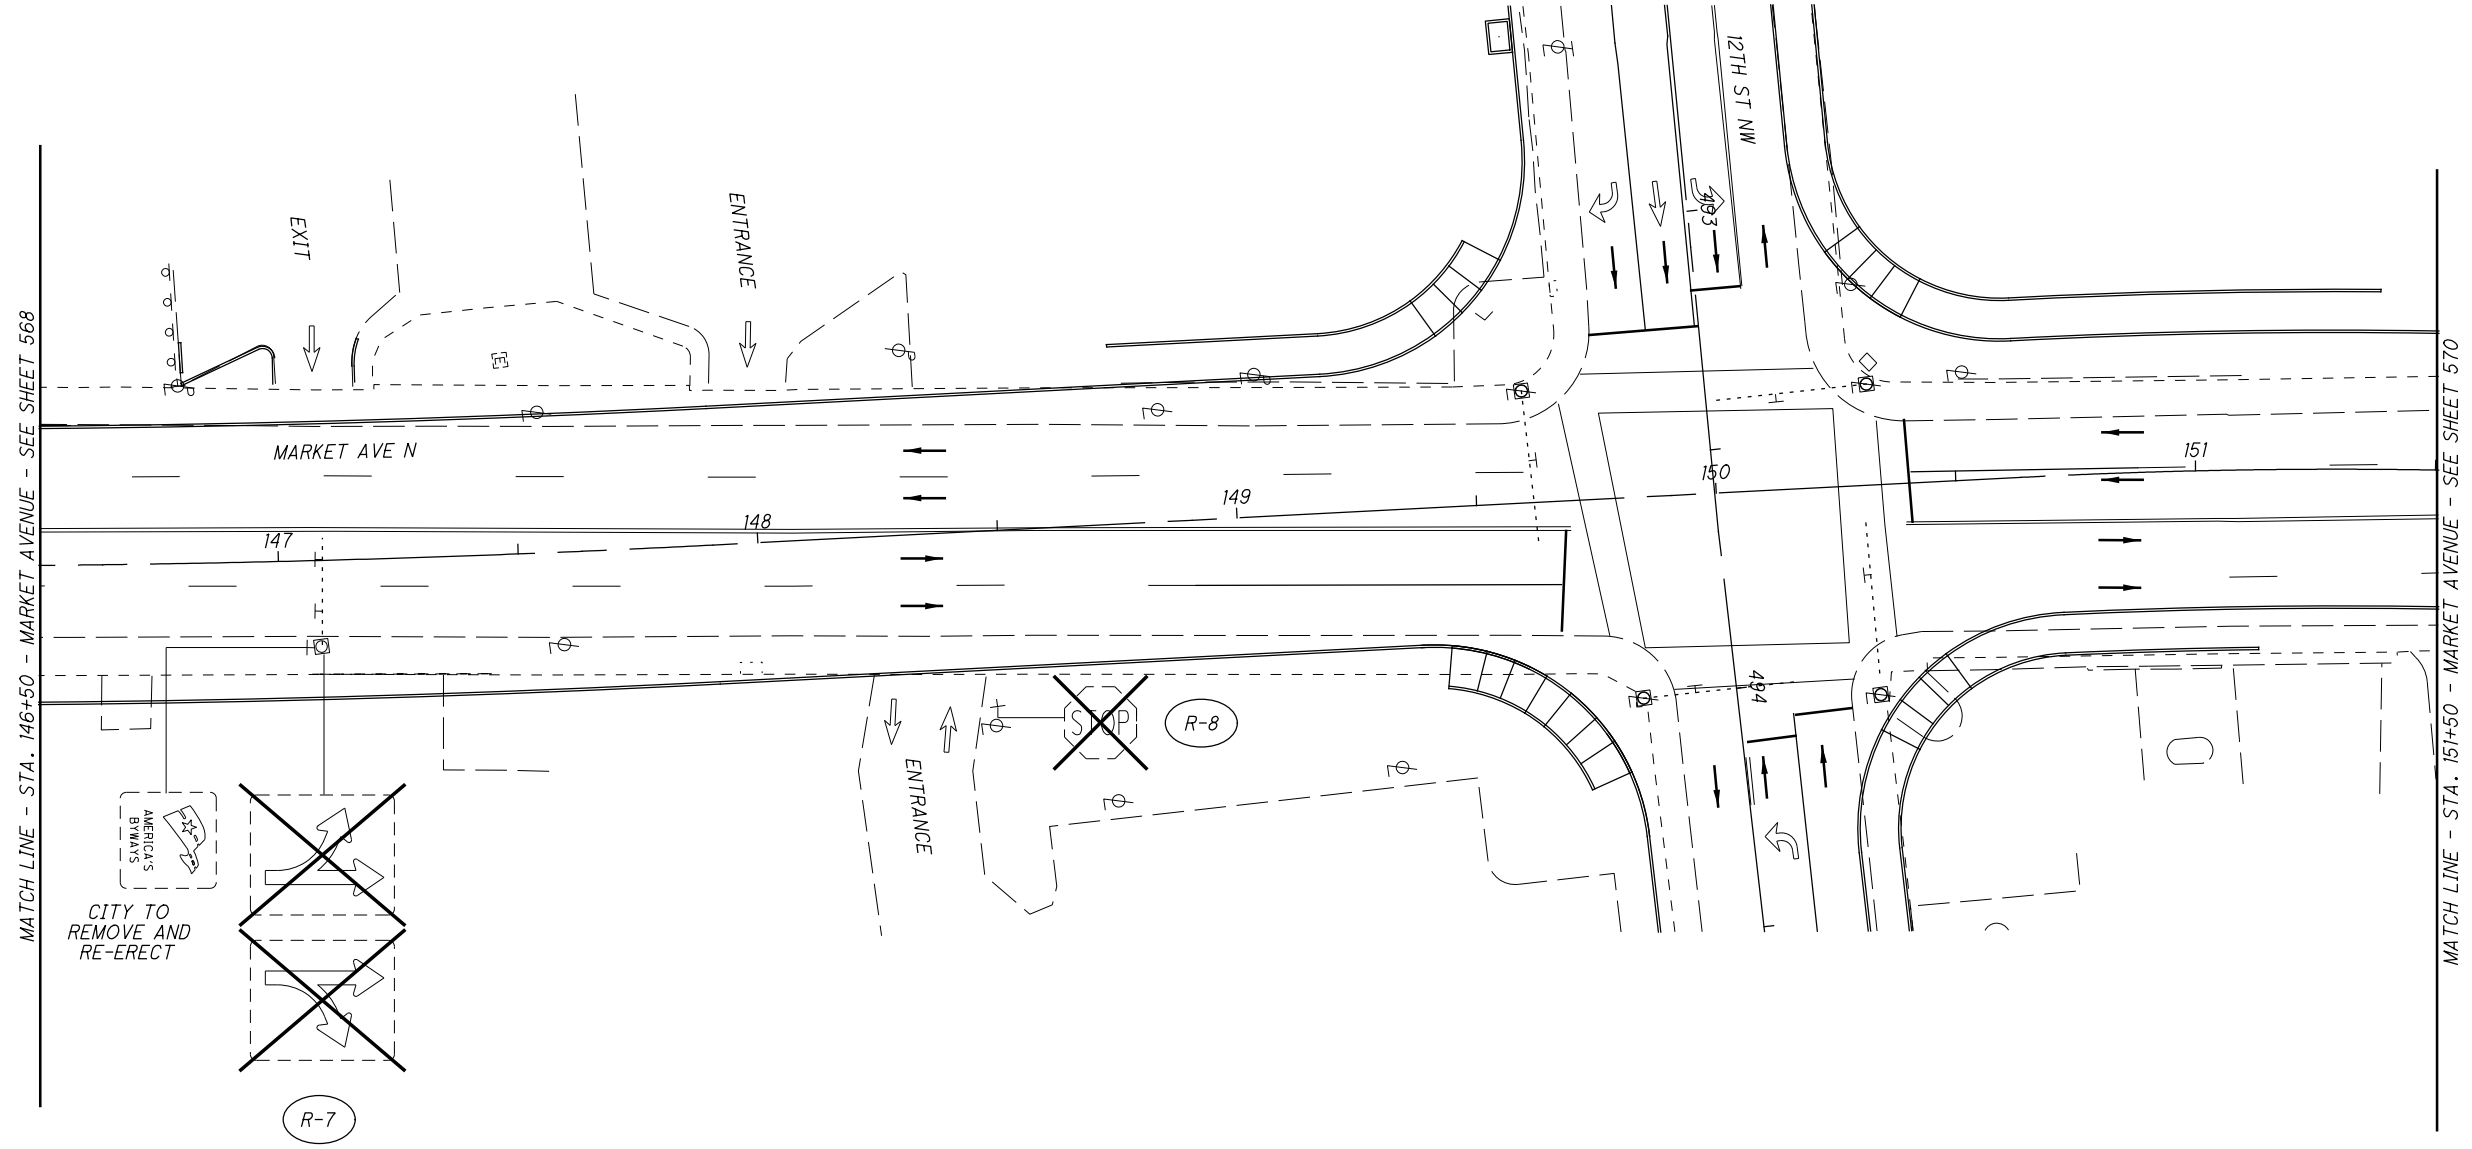 MATCH LINE - STA. 146+50 - MARKET AVENUE - SEE SHEET 568
12TH ST NW
EXIT
ENTRANCE
493
E
MARKET AVE N
147
148
149
150
151
494
STOP
R-8
ENTRANCE
AMERICA'S
BYWAYS
CITY TO
REMOVE AND
RE-ERECT
R-7
MATCH LINE - STA. 151+50 - MARKET AVENUE - SEE SHEET 570